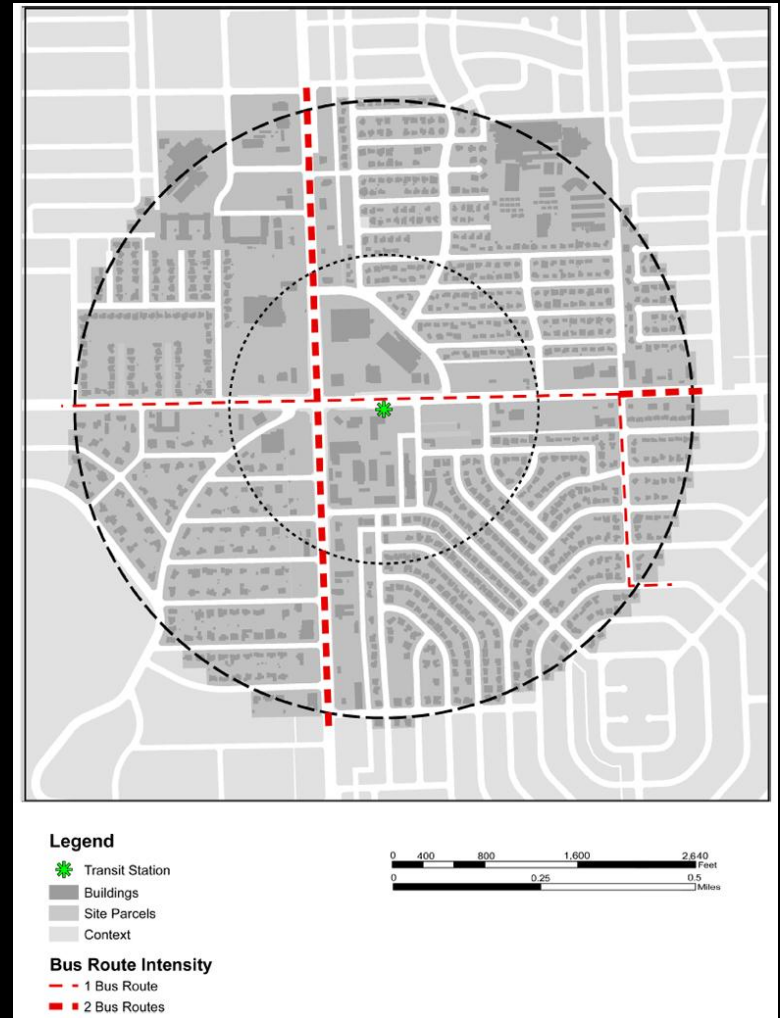 Legend
Transit Station
Buildings
Site Parcels
Context
Bus Route Intensity
1 Bus Route
2 Bus Routes
0 400 800 1,600 2,640
Feet
0 0.25 0.5
Miles